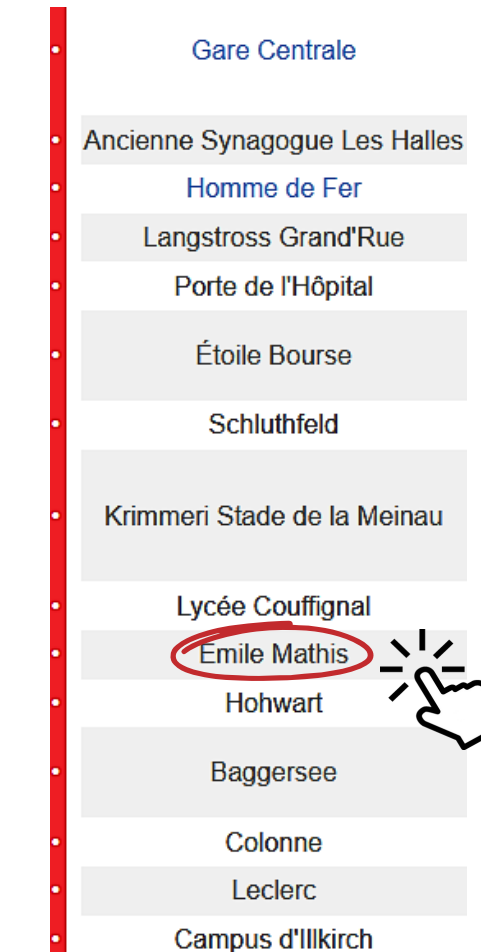 Gare Centrale
Ancienne Synagogue Les Halles
Homme de Fer
Langstross Grand'Rue
Porte de l'Hôpital
Étoile Bourse
Schluthfeld
Krimmeri Stade de la Meinau
Lycée Couffignal
Emile Mathis
Hohwart
Baggersee
Colonne
Leclerc
Campus d'Illkirch